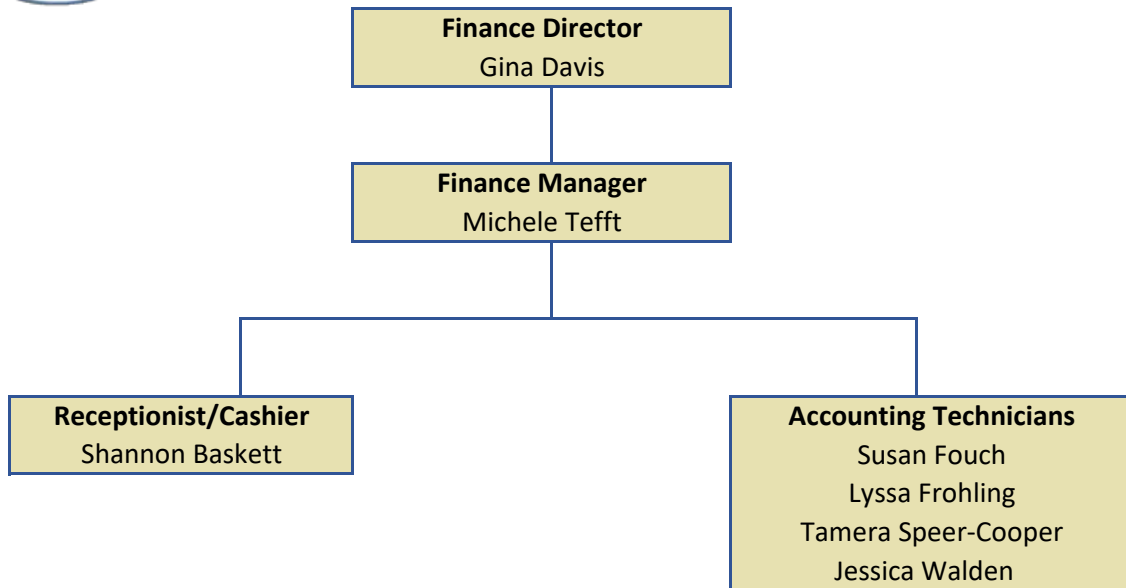 Finance Director
Gina Davis
Finance Manager
Michele Tefft
Receptionist/Cashier
Shannon Baskett
Accounting Technicians
Susan Fouch
Lyssa Frohling
Tamera Speer-Cooper
Jessica Walden